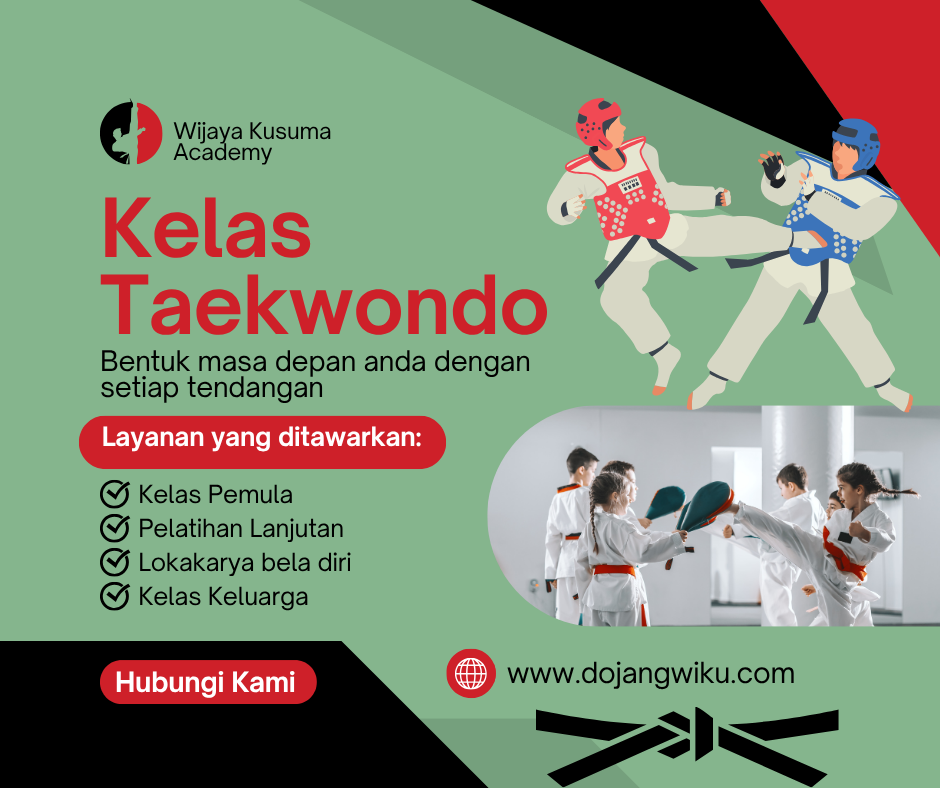 Wijaya Kusuma
Academy
Kelas
Taekwondo
Bentuk masa depan anda dengan
setiap tendangan
Layanan yang ditawarkan:
Kelas Pemula
Pelatihan Lanjutan
Lokakarya bela diri
Kelas Keluarga
Hubungi Kami
www.dojangwiku.com